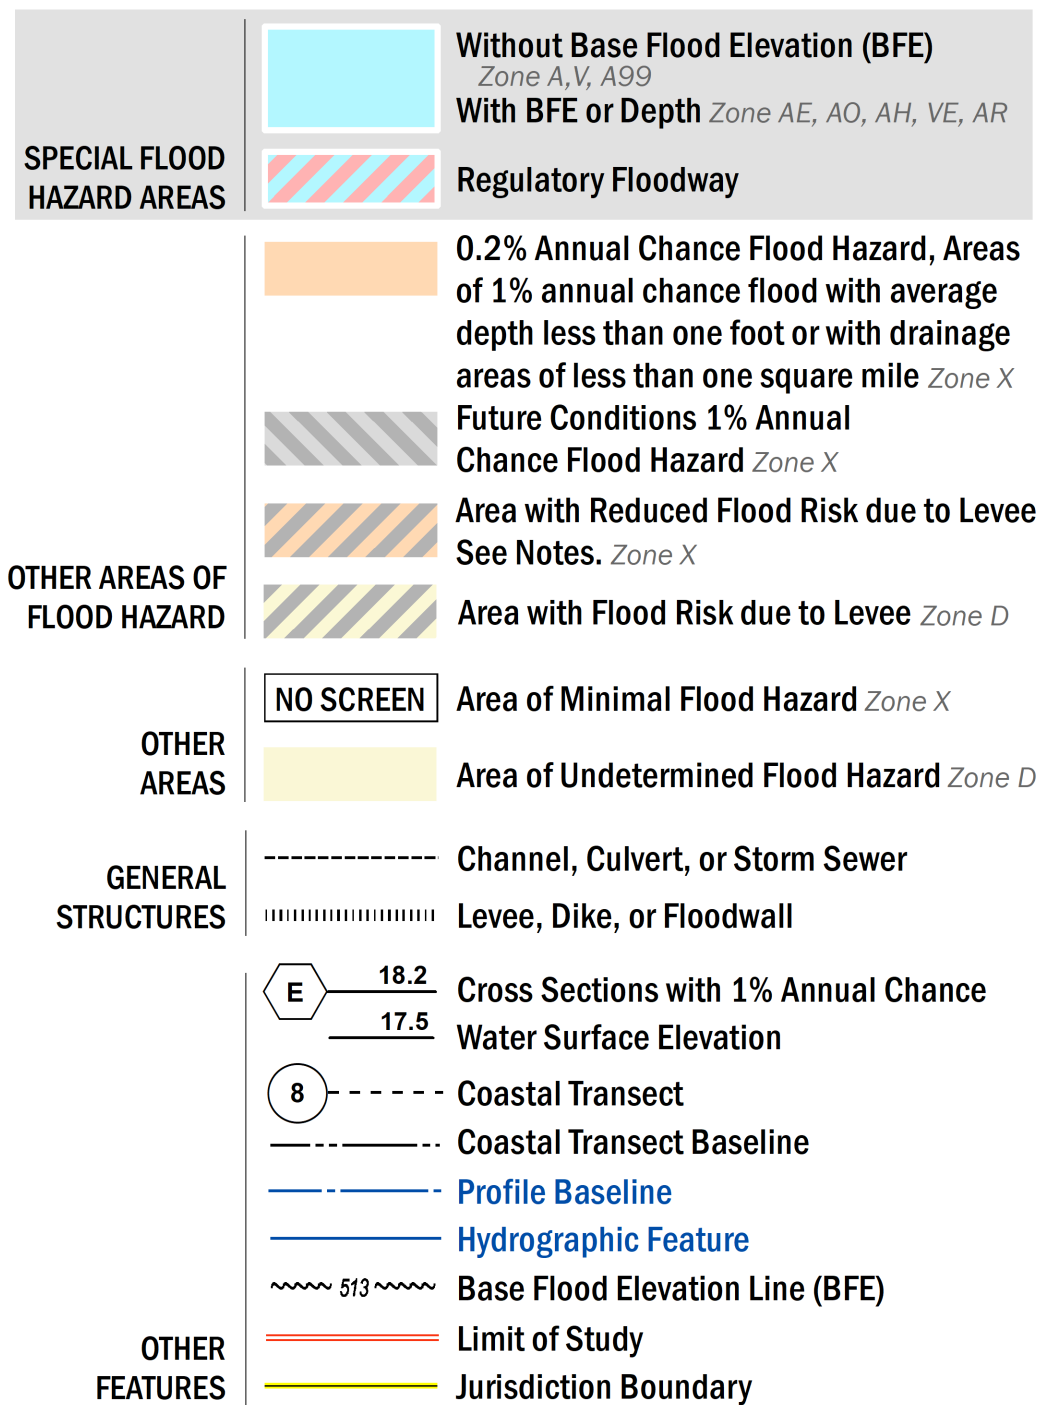 SPECIAL FLOOD
HAZARD AREAS
Without Base Flood Elevation (BFE)
Zone A,V, A99
With BFE or Depth Zone AE, AO, AH, VE, AR
Regulatory Floodway
OTHER AREAS OF
FLOOD HAZARD
0.2% Annual Chance Flood Hazard, Areas
of 1% annual chance flood with average
depth less than one foot or with drainage
areas of less than one square mile Zone X
Future Conditions 1% Annual
Chance Flood Hazard Zone X
Area with Reduced Flood Risk due to Levee
See Notes. Zone X
Area with Flood Risk due to Levee Zone D
OTHER
AREAS
NO SCREEN Area of Minimal Flood Hazard Zone X
Area of Undetermined Flood Hazard Zone D
GENERAL
STRUCTURES
Channel, Culvert, or Storm Sewer
Levee, Dike, or Floodwall
OTHER
FEATURES
E 18.2 Cross Sections with 1% Annual Chance
17.5 Water Surface Elevation
8 Coastal Transect
Coastal Transect Baseline
Profile Baseline
Hydrographic Feature
513 Base Flood Elevation Line (BFE)
Limit of Study
Jurisdiction Boundary